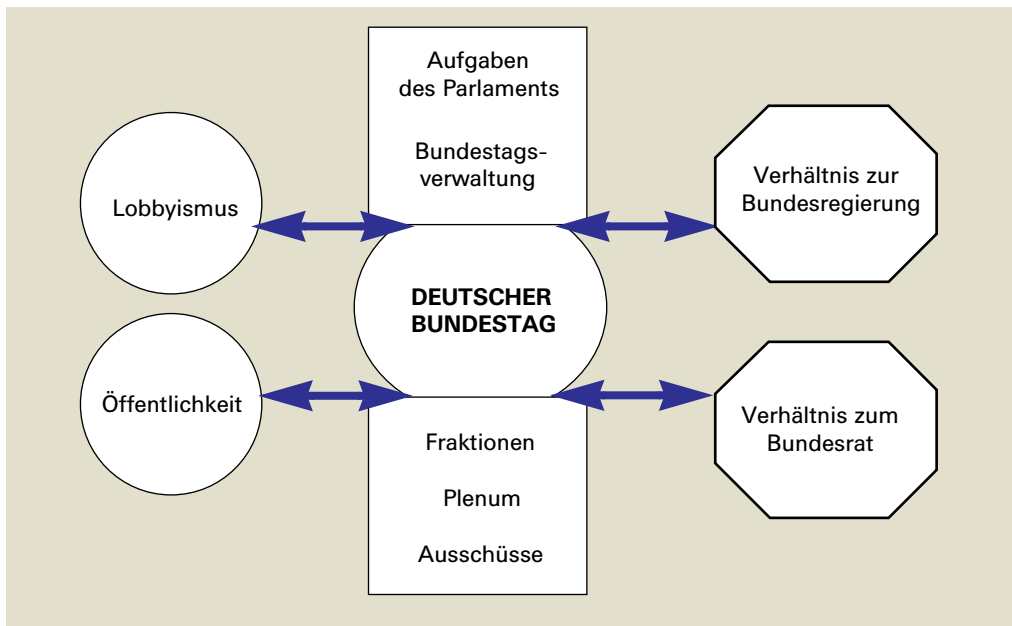 Aufgaben
des Parlaments
Bundestags-
verwaltung
Lobbyismus
Verhältnis zur
Bundesregierung
DEUTSCHER
BUNDESTAG
Öffentlichkeit
Verhältnis zum
Bundesrat
Fraktionen
Plenum
Ausschüsse